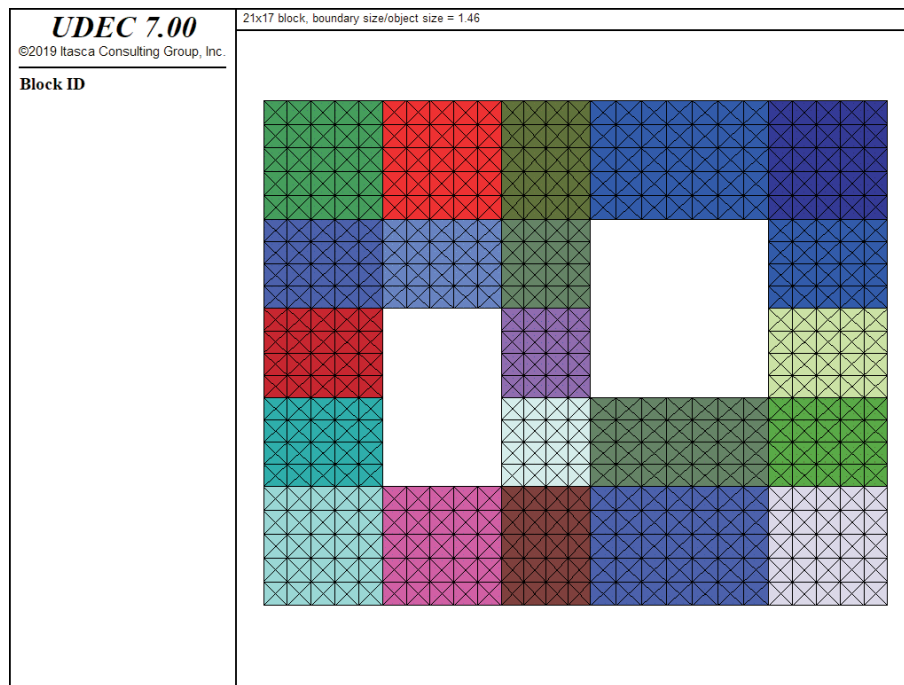 UDEC 7.00
©2019 Itasca Consulting Group, Inc.
Block ID
21x17 block, boundary size/object size = 1.46